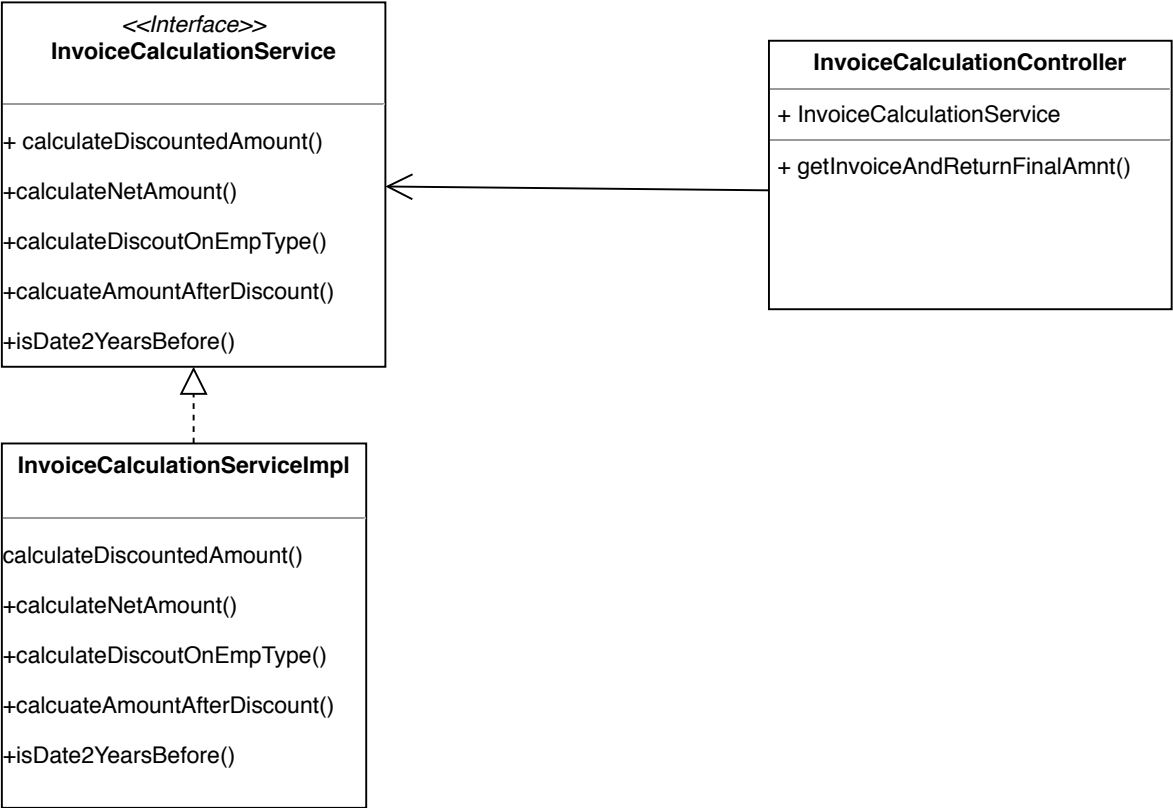 <<Interface>>
InvoiceCalculationService
+ calculateDiscountedAmount()
+calculateNetAmount()
+calculateDiscoutOnEmpType()
+calcuateAmountAfterDiscount()
+isDate2YearsBefore()
InvoiceCalculationController
+ InvoiceCalculationService
+ getInvoiceAndReturnFinalAmnt()
InvoiceCalculationServiceImpl
calculateDiscountedAmount()
+calculateNetAmount()
+calculateDiscoutOnEmpType()
+calcuateAmountAfterDiscount()
+isDate2YearsBefore()